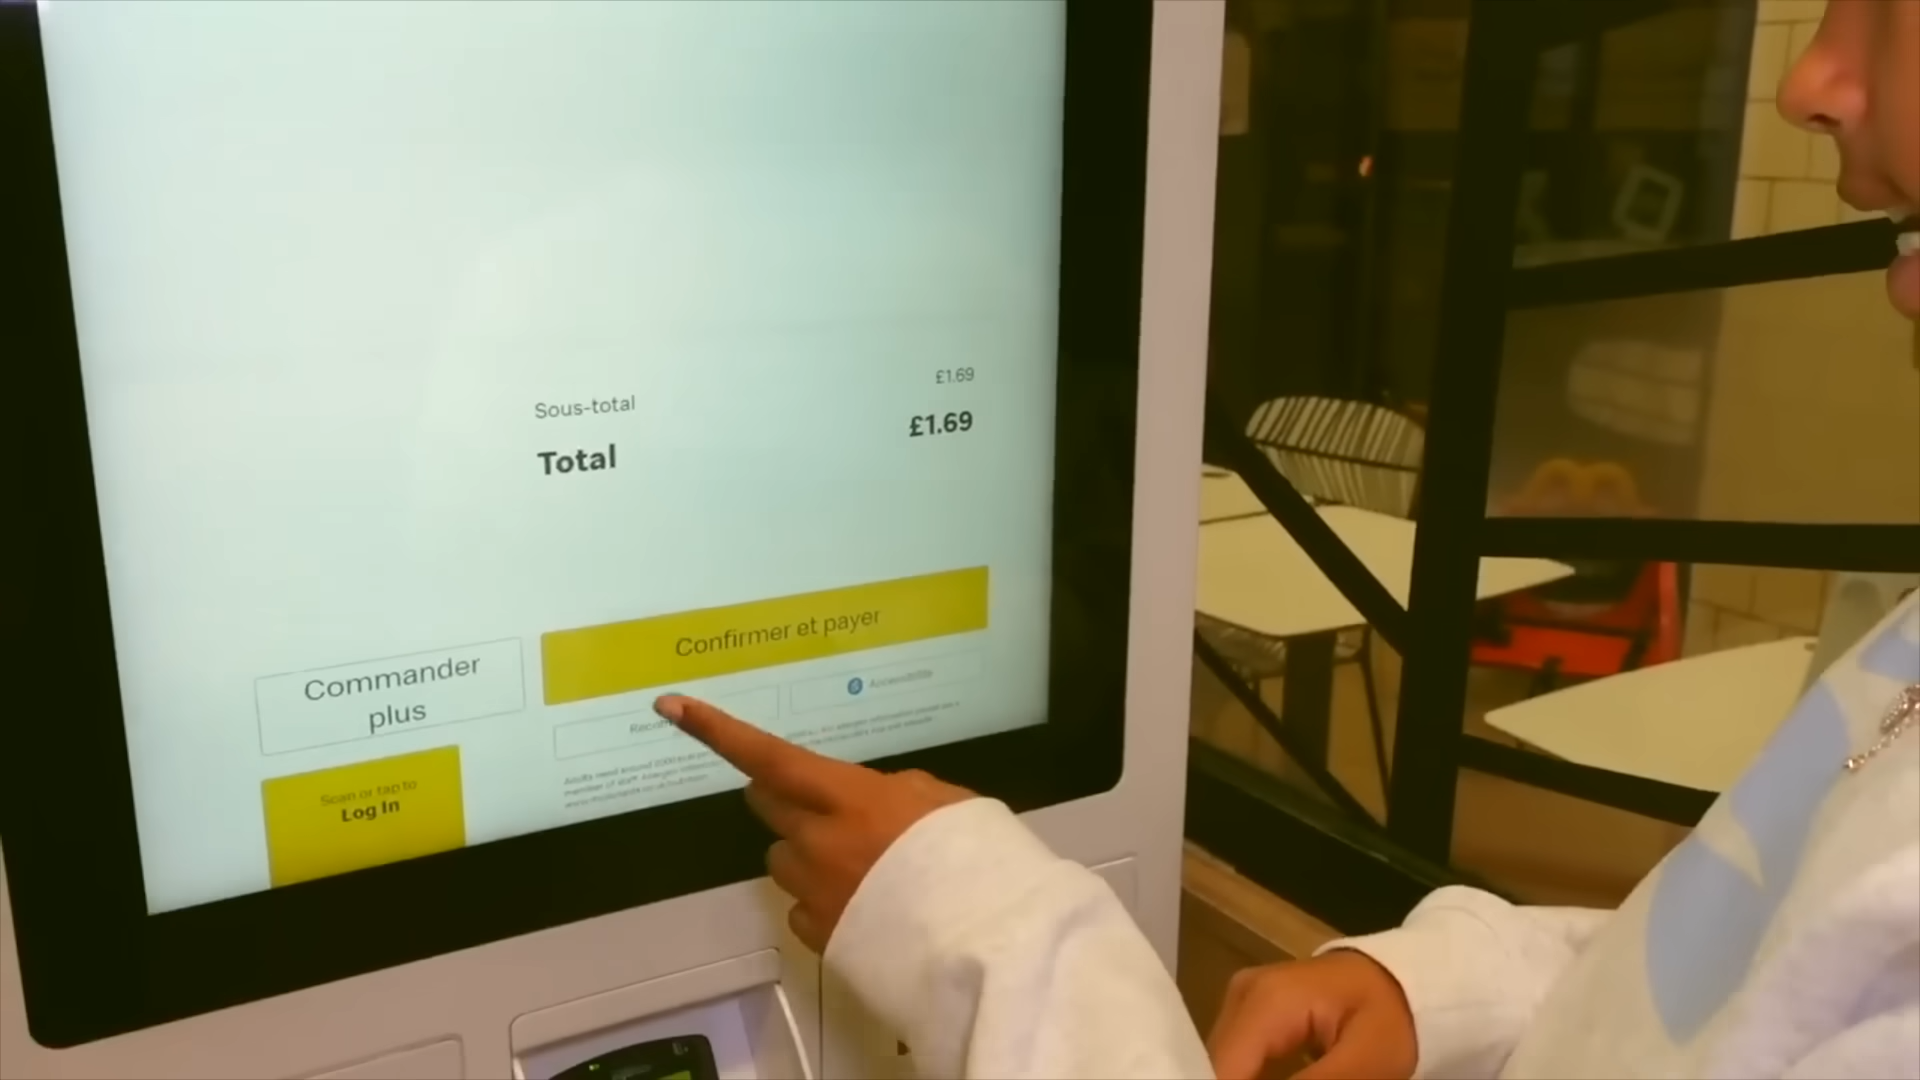 £1.69
Sous-total
£1.69
Total
Confirmer et payer
Commander
plus
Accessibilité
Scan or tap to
Log In